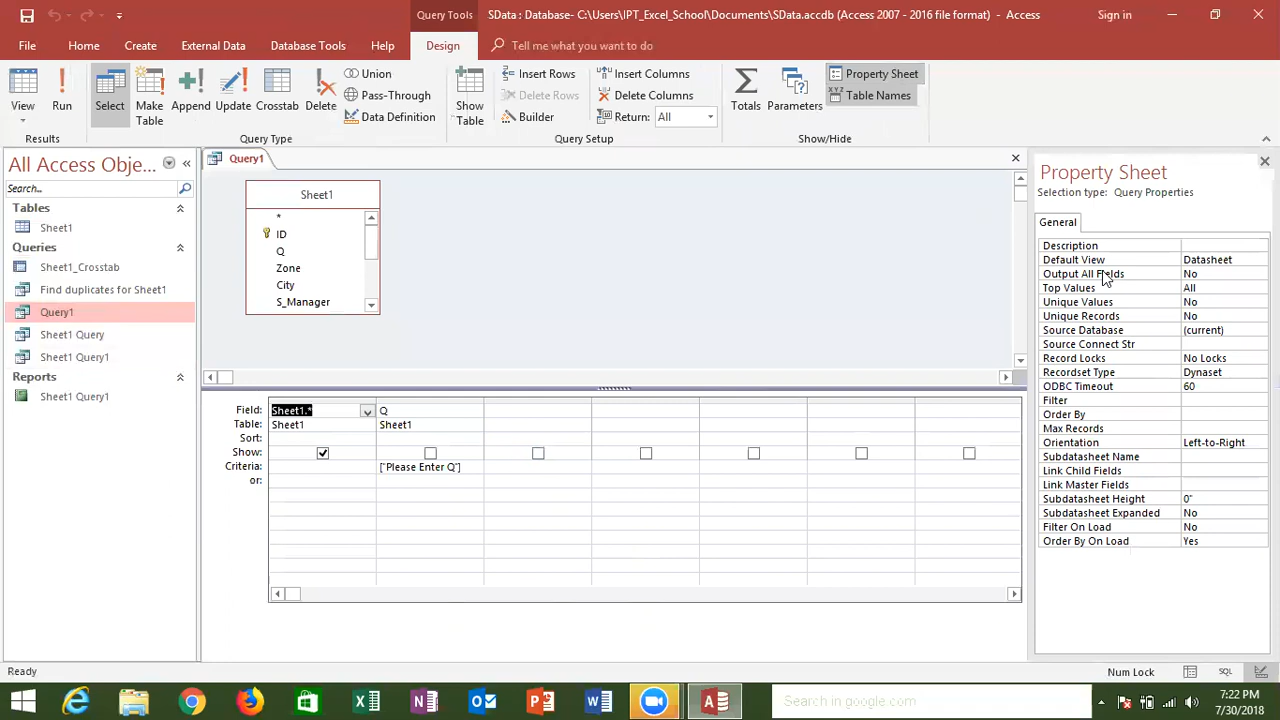 Query Tools
SData : Database- C:\Users\IPT_Excel_School\Documents\SData.accdb (Access 2007 - 2016 file format) - Access
Sign in
File
Home
Create
External Data
Database Tools
Help
Design
Tell me what you want to do
View
Run
Select
Make Table
Append
Update
Crosstab
Delete
Union
Pass-Through
Data Definition
Show Table
Insert Rows
Delete Rows
Builder
Insert Columns
Delete Columns
Return: All
Totals
Parameters
Property Sheet
XYZ Table Names
Results
Query Type
Query Setup
Show/Hide
All Access Obje...
Search...
Tables
Sheet1
Queries
Sheet1_Crosstab
Find duplicates for Sheet1
Query1
Sheet1 Query
Sheet1 Query1
Reports
Sheet1 Query1
Query1
Sheet1
*
ID
Q
Zone
City
S_Manager
Field: Sheet1.* Q
Table: Sheet1 Sheet1
Sort:
Show:
Criteria: ["Please Enter Q"]
or:
Property Sheet
Selection type: Query Properties
General
Description
Default View Datasheet
Output All Fields No
Top Values All
Unique Values No
Unique Records No
Source Database (current)
Source Connect Str
Record Locks No Locks
Recordset Type Dynaset
ODBC Timeout 60
Filter
Order By
Max Records
Orientation Left-to-Right
Subdatasheet Name
Link Child Fields
Link Master Fields
Subdatasheet Height 0"
Subdatasheet Expanded No
Filter On Load No
Order By On Load Yes
Ready
Num Lock
SQL
Search in google.com
7:22 PM
7/30/2018